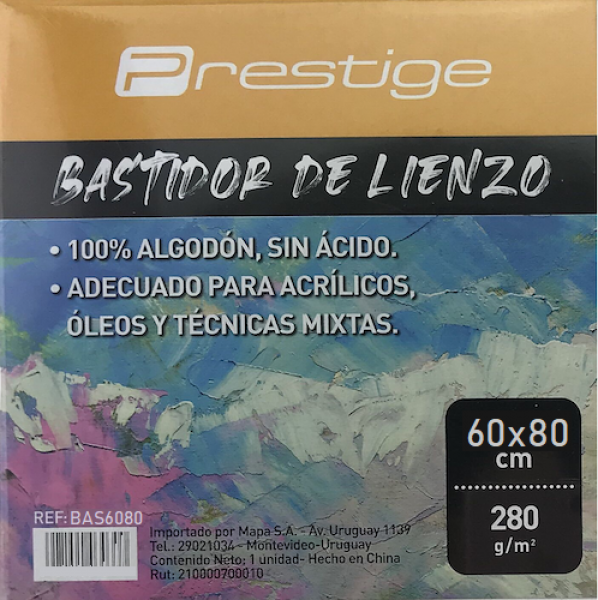 Prestige
BASTIDOR DE LIENZO
• 100% ALGODÓN, SIN ÁCIDO.
• ADECUADO PARA ACRÍLICOS,
ÓLEOS Y TÉCNICAS MIXTAS.
60x80
cm
280
g/m²
REF: BAS6080
Importado por Mapa S.A. - Av. Uruguay 1139
Tel.: 29021034 - Montevideo-Uruguay
Contenido Neto; 1 unidad- Hecho en China
Rut: 210000700010